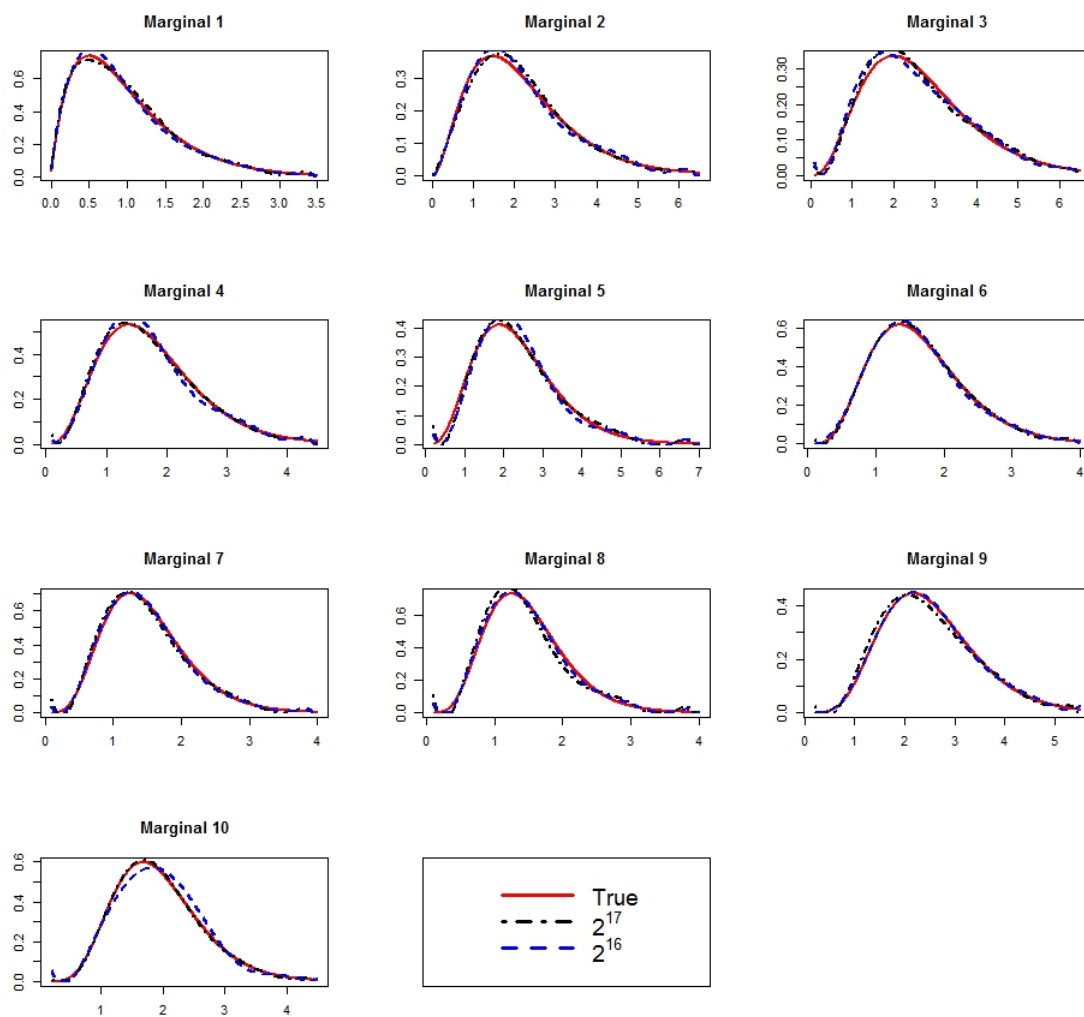 Marginal 1
0.0 0.2 0.4 0.6
0.0 0.5 1.0 1.5 2.0 2.5 3.0 3.5
Marginal 2
0.0 0.1 0.2 0.3
0 1 2 3 4 5 6
Marginal 3
0.00 0.10 0.20 0.30
0 1 2 3 4 5 6
Marginal 4
0.0 0.2 0.4
0 1 2 3 4
Marginal 5
0.0 0.1 0.2 0.3 0.4
0 1 2 3 4 5 6 7
Marginal 6
0.0 0.2 0.4 0.6
0 1 2 3 4
Marginal 7
0.0 0.2 0.4 0.6
0 1 2 3 4
Marginal 8
0.0 0.2 0.4 0.6
0 1 2 3 4
Marginal 9
0.0 0.2 0.4
0 1 2 3 4 5
Marginal 10
0.0 0.2 0.4 0.6
1 2 3 4
True
2^17
2^16